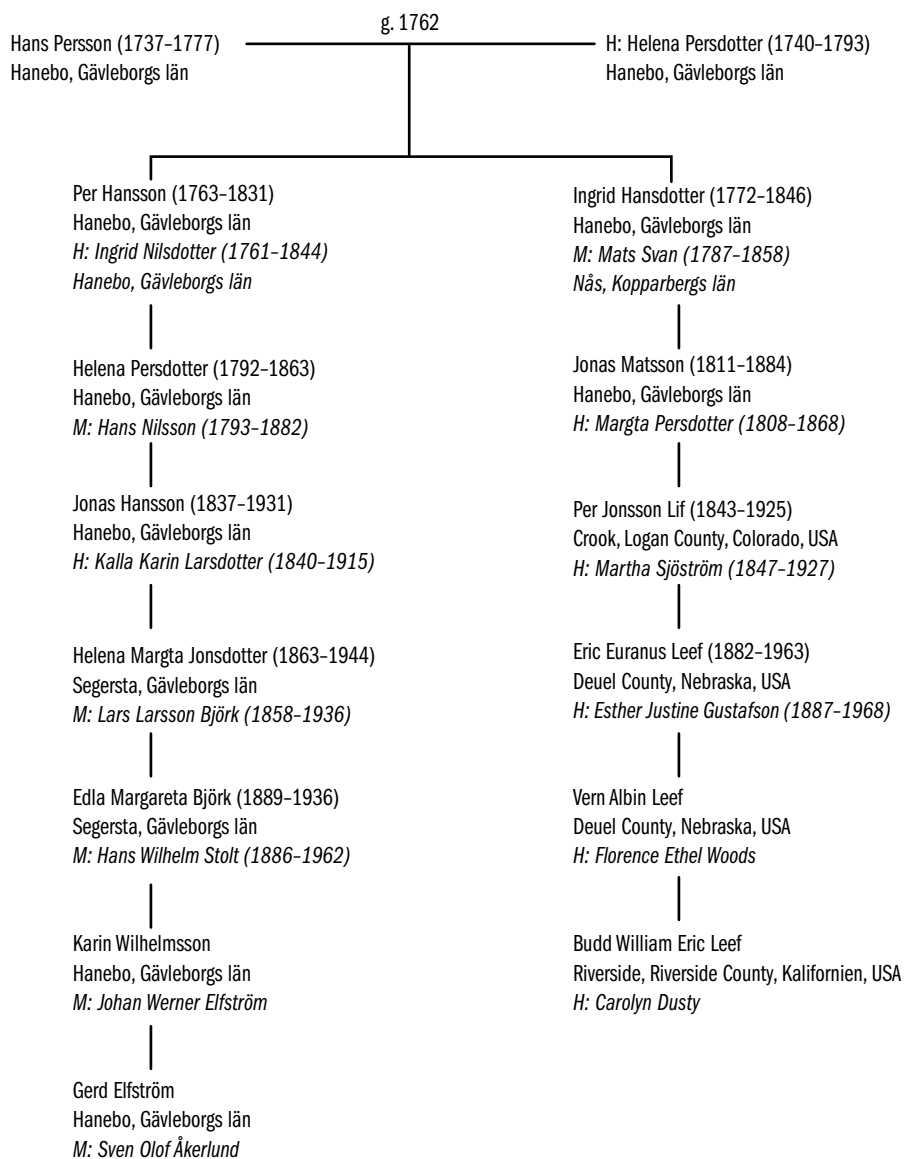 g. 1762
Hans Persson (1737–1777)
Hanebo, Gävleborgs län
H: Helena Persdotter (1740–1793)
Hanebo, Gävleborgs län
Per Hansson (1763–1831)
Hanebo, Gävleborgs län
H: Ingrid Nilsdotter (1761–1844)
Hanebo, Gävleborgs län
Helena Persdotter (1792–1863)
Hanebo, Gävleborgs län
M: Hans Nilsson (1793–1882)
Jonas Hansson (1837–1931)
Hanebo, Gävleborgs län
H: Kalla Karin Larsdotter (1840–1915)
Helena Margta Jonsdotter (1863–1944)
Segersta, Gävleborgs län
M: Lars Larsson Björk (1858–1936)
Edla Margareta Björk (1889–1936)
Segersta, Gävleborgs län
M: Hans Wilhelm Stolt (1886–1962)
Karin Wilhelmsson
Hanebo, Gävleborgs län
M: Johan Werner Elfström
Gerd Elfström
Hanebo, Gävleborgs län
M: Sven Olof Åkerlund
Ingrid Hansdotter (1772–1846)
Hanebo, Gävleborgs län
M: Mats Svan (1787–1858)
Nås, Kopparbergs län
Jonas Matsson (1811–1884)
Hanebo, Gävleborgs län
H: Margta Persdotter (1808–1868)
Per Jonsson Lif (1843–1925)
Crook, Logan County, Colorado, USA
H: Martha Sjöström (1847–1927)
Eric Euranus Leef (1882–1963)
Deuel County, Nebraska, USA
H: Esther Justine Gustafson (1887–1968)
Vern Albin Leef
Deuel County, Nebraska, USA
H: Florence Ethel Woods
Budd William Eric Leef
Riverside, Riverside County, Kalifornien, USA
H: Carolyn Dusty